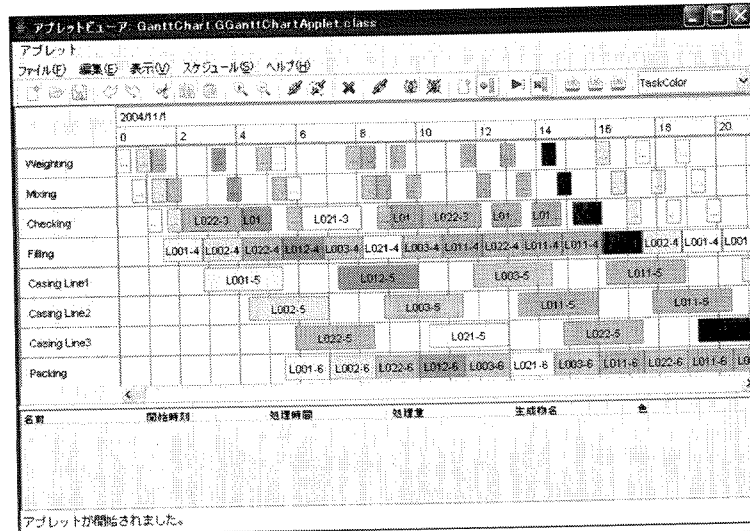 アプレットビューア: GanttChart.GGanttChartApplet.class
アプレット
ファイル(F) 編集(E) 表示(V) スケジュール(S) ヘルプ(H)
TaskColor
2004/11/1
0 2 4 6 8 10 12 14 16 18 20
Weighting
Mixing
Checking L022-3 L01 L021-3 L01 L022-3 L01 L01
Filling L001-4 L002-4 L022-4 L012-4 L003-4 L021-4 L003-4 L011-4 L022-4 L011-4 L011-4 L002-4 L001-4 L001
Casing Line1 L001-5 L012-5 L003-5 L011-5
Casing Line2 L002-5 L003-5 L011-5 L011-5
Casing Line3 L022-5 L021-5 L022-5
Packing L001-6 L002-6 L022-6 L012-6 L003-6 L021-6 L003-6 L011-6 L022-6 L011-6 L0
名前 開始時刻 処理時間 処理量 生成物名 色
アプレットが開始されました。